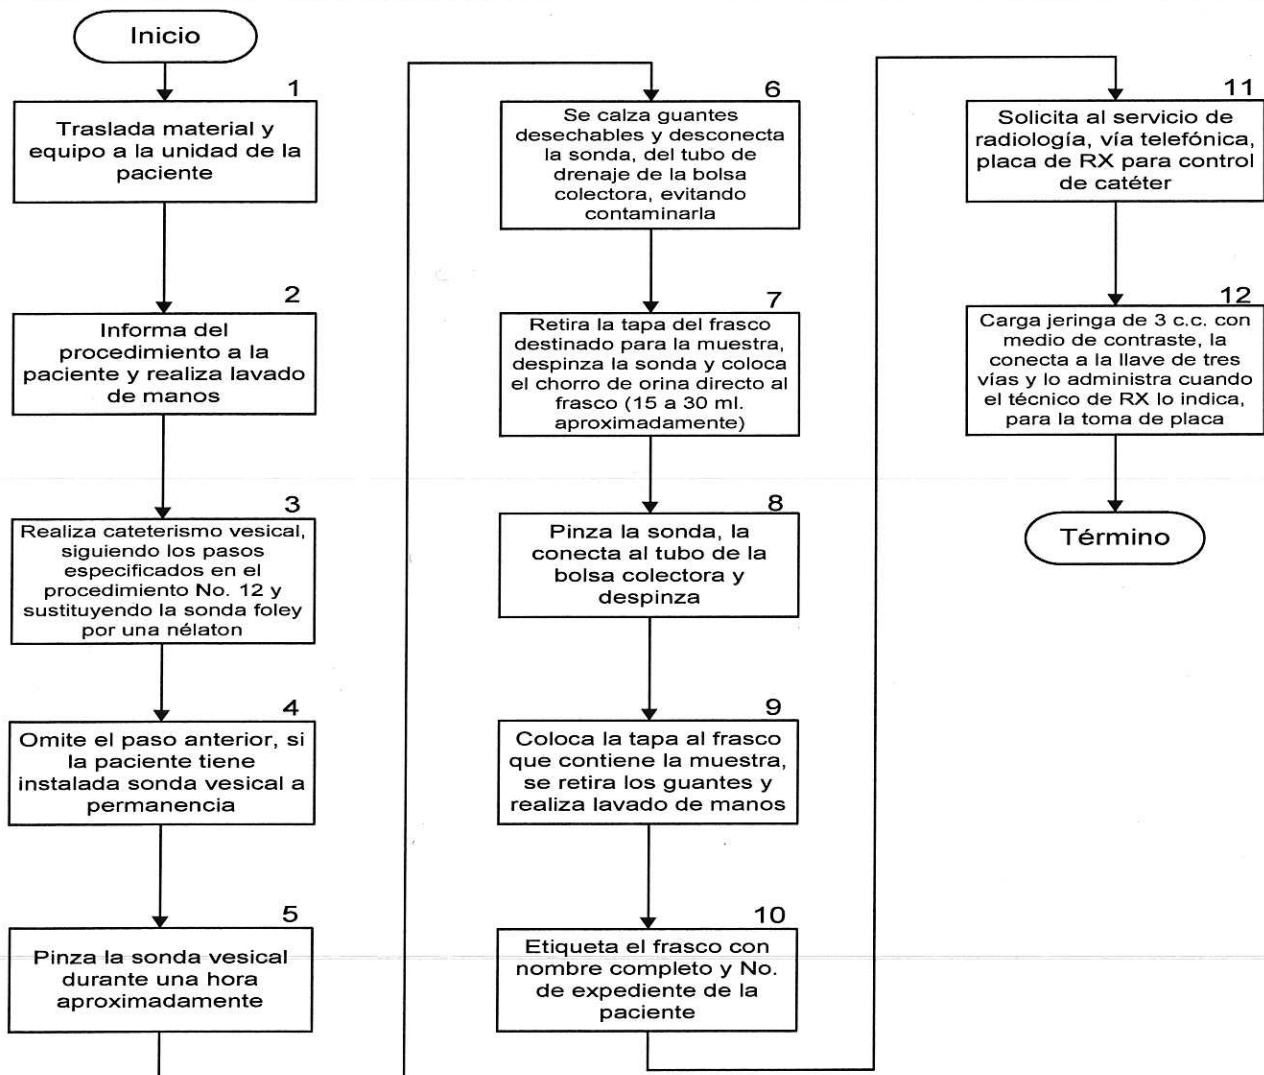 Inicio
1
Traslada material y
equipo a la unidad de la
paciente
2
Informa del
procedimiento a la
paciente y realiza lavado
de manos
3
Realiza cateterismo vesical,
siguiendo los pasos
especificados en el
procedimiento No. 12 y
sustituyendo la sonda foley
por una nélaton
4
Omite el paso anterior, si
la paciente tiene
instalada sonda vesical a
permanencia
5
Pinza la sonda vesical
durante una hora
aproximadamente
6
Se calza guantes
desechables y desconecta
la sonda, del tubo de
drenaje de la bolsa
colectora, evitando
contaminarla
7
Retira la tapa del frasco
destinado para la muestra,
despinza la sonda y coloca
el chorro de orina directo al
frasco (15 a 30 ml.
aproximadamente)
8
Pinza la sonda, la
conecta al tubo de la
bolsa colectora y
despinza
9
Coloca la tapa al frasco
que contiene la muestra,
se retira los guantes y
realiza lavado de manos
10
Etiqueta el frasco con
nombre completo y No.
de expediente de la
paciente
11
Solicita al servicio de
radiología, vía telefónica,
placa de RX para control
de catéter
12
Carga jeringa de 3 c.c. con
medio de contraste, la
conecta a la llave de tres
vías y lo administra cuando
el técnico de RX lo indica,
para la toma de placa
Término